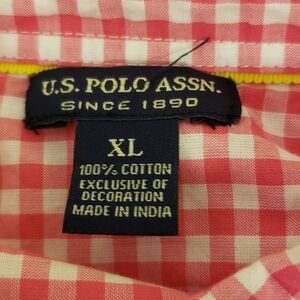 U.S. POLO ASSN.
SINCE 1890
XL
100% COTTON
EXCLUSIVE OF
DECORATION
MADE IN INDIA